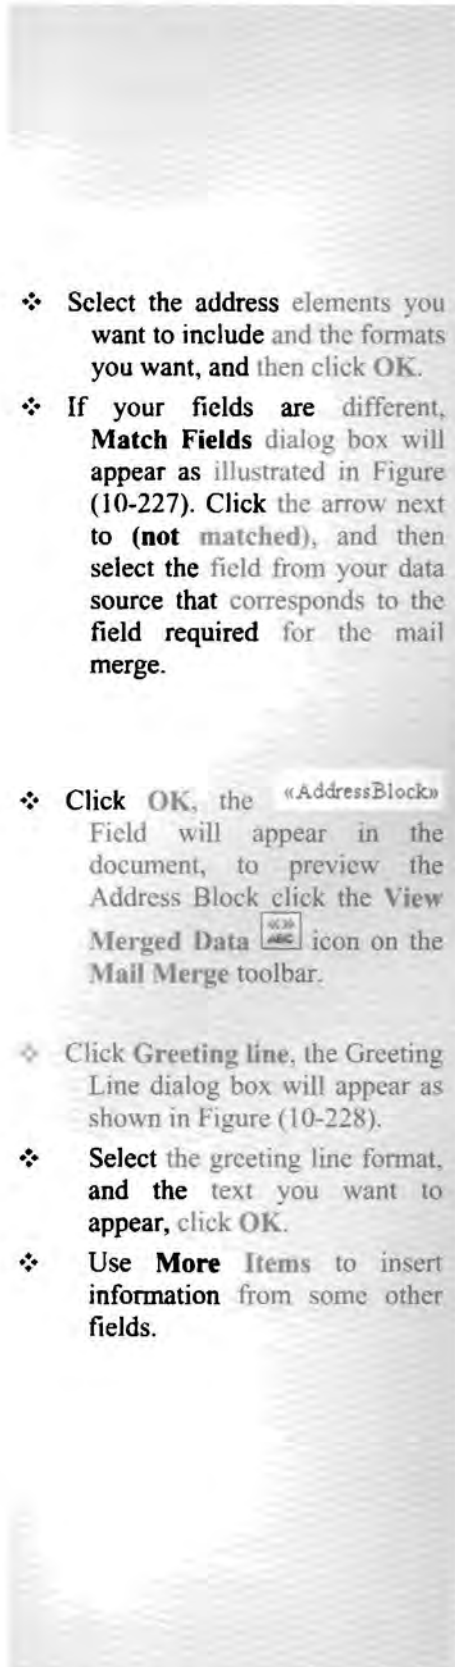 ❖ Select the address elements you
want to include and the formats
you want, and then click OK.
❖ If your fields are different,
Match Fields dialog box will
appear as illustrated in Figure
(10-227). Click the arrow next
to (not matched), and then
select the field from your data
source that corresponds to the
field required for the mail
merge.
❖ Click OK, the «AddressBlock»
Field will appear in the
document, to preview the
Address Block click the View
Merged Data «» ABC icon on the
Mail Merge toolbar.
❖ Click Greeting line, the Greeting
Line dialog box will appear as
shown in Figure (10-228).
❖ Select the greeting line format,
and the text you want to
appear, click OK.
❖ Use More Items to insert
information from some other
fields.